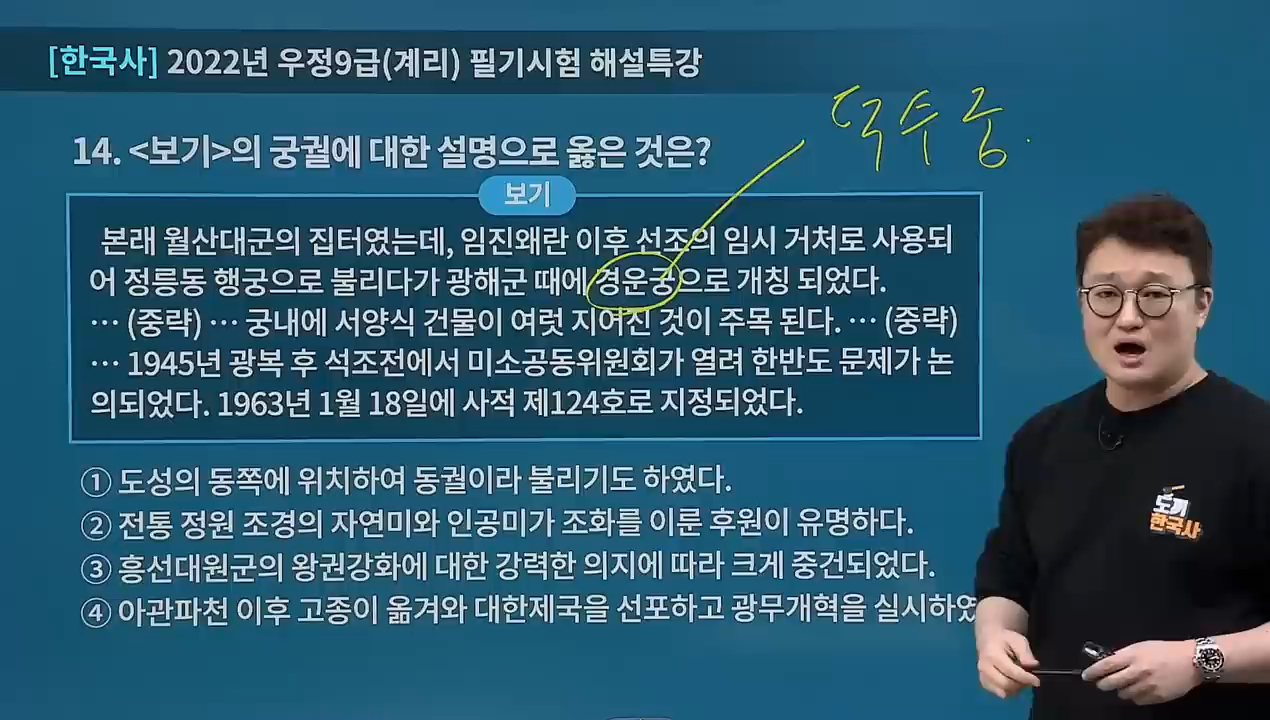 [한국사] 2022년 우정9급(계리) 필기시험 해설특강
덕수궁.
14. <보기>의 궁궐에 대한 설명으로 옳은 것은?
보기
본래 월산대군의 집터였는데, 임진왜란 이후 선조의 임시 거처로 사용되
어 정릉동 행궁으로 불리다가 광해군 때에 경운궁으로 개칭 되었다.
… (중략) … 궁내에 서양식 건물이 여럿 지어진 것이 주목 된다. … (중략)
… 1945년 광복 후 석조전에서 미소공동위원회가 열려 한반도 문제가 논
의되었다. 1963년 1월 18일에 사적 제124호로 지정되었다.
① 도성의 동쪽에 위치하여 동궐이라 불리기도 하였다.
② 전통 정원 조경의 자연미와 인공미가 조화를 이룬 후원이 유명하다.
③ 흥선대원군의 왕권강화에 대한 강력한 의지에 따라 크게 중건되었다.
④ 아관파천 이후 고종이 옮겨와 대한제국을 선포하고 광무개혁을 실시하였
도끼
한국사